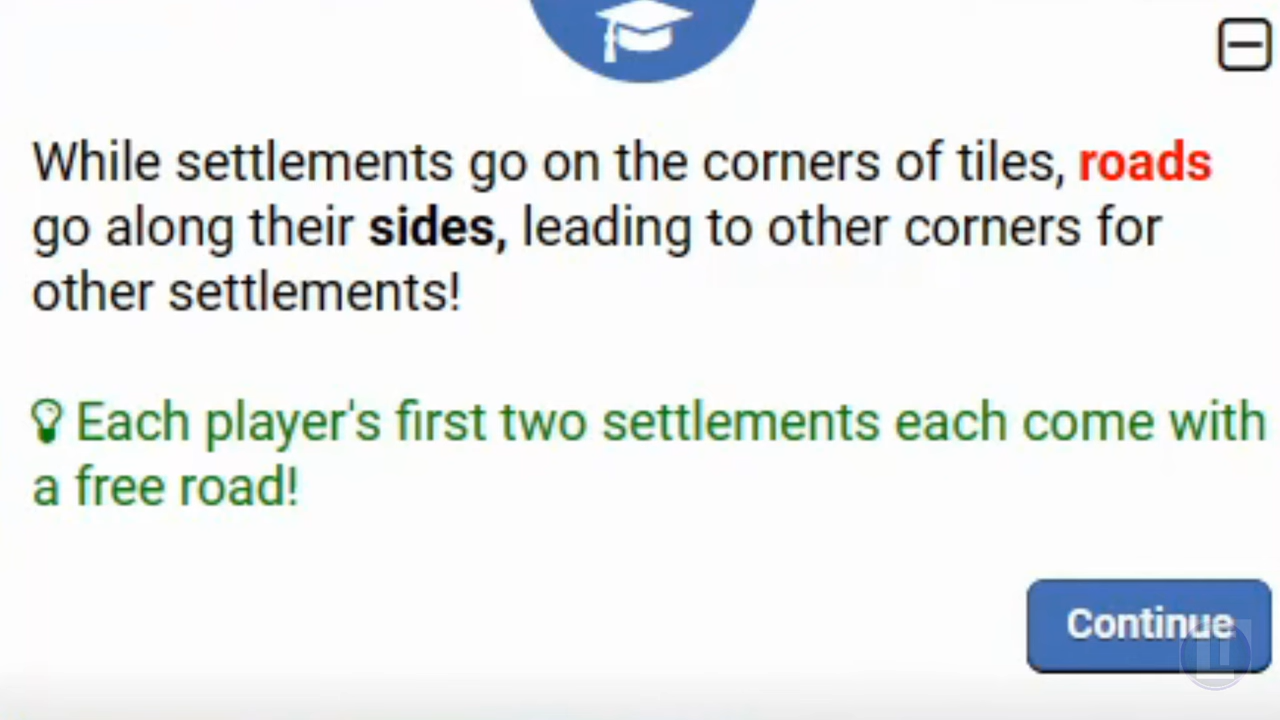 While settlements go on the corners of tiles, roads
go along their sides, leading to other corners for
other settlements!
Each player's first two settlements each come with
a free road!
Continue